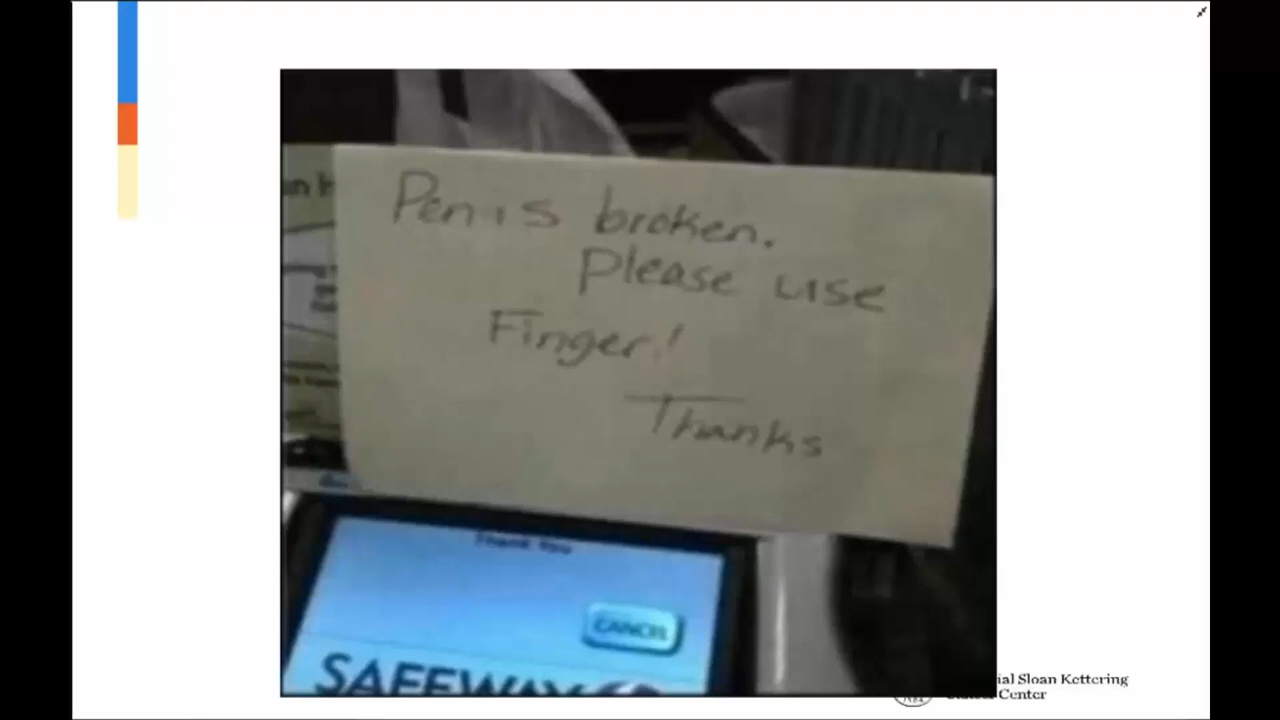 Pen is broken.
Please use
Finger!
Thanks
Thank You
CANCEL
SAFEWAY
ial Sloan Kettering
Center